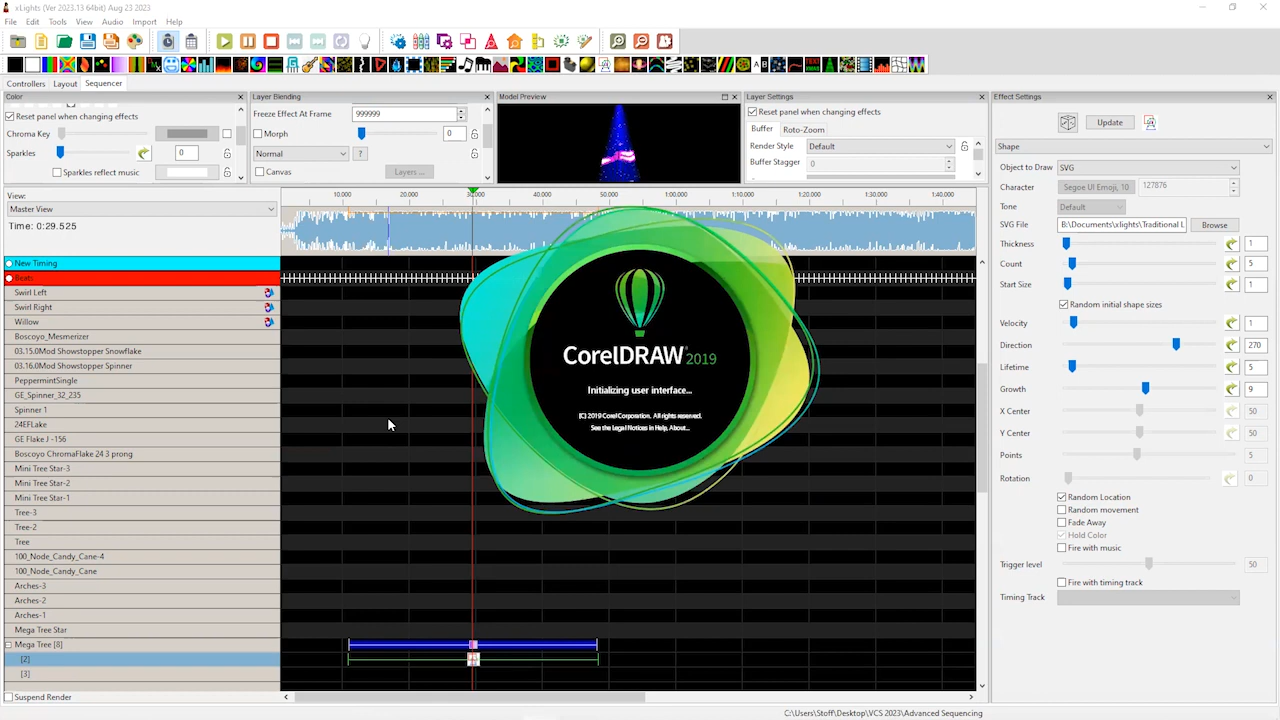 xLights (Ver 2023.13 64bit) Aug 23 2023
File Edit Tools View Audio Import Help
Controllers Layout Sequencer
Color
Reset panel when changing effects
Chroma Key
Sparkles 0
Sparkles reflect music
Layer Blending
Freeze Effect At Frame 999999
Morph 0
Normal ?
Canvas Layers ...
Model Preview
Layer Settings
Reset panel when changing effects
Buffer Roto-Zoom
Render Style Default
Buffer Stagger 0
Effect Settings
Update
Shape
Object to Draw SVG
Character Segoe UI Emoji, 10 127876
Tone Default
SVG File B:\Documents\xlights\Traditional L Browse
Thickness 1
Count 5
Start Size 1
Random initial shape sizes
Velocity 1
Direction 270
Lifetime 5
Growth 9
X Center 50
Y Center 50
Points 5
Rotation 0
Random Location
Random movement
Fade Away
Hold Color
Fire with music
Trigger level 50
Fire with timing track
Timing Track
View:
Master View
Time: 0:29.525
10.000 20.000 30.000 40.000 50.000 1:00.000 1:10.000 1:20.000 1:30.000 1:40.00
New Timing
Beats
Swirl Left
Swirl Right
Willow
Boscoyo_Mesmerizer
03.15.0Mod Showstopper Snowflake
03.16.0Mod Showstopper Spinner
PeppermintSingle
GE_Spinner_32_235
Spinner 1
24EFLake
GE Flake J -156
Boscoyo ChromaFlake 24 3 prong
Mini Tree Star-3
Mini Tree Star-2
Mini Tree Star-1
Tree-3
Tree-2
Tree
100_Node_Candy_Cane-4
100_Node_Candy_Cane
Arches-3
Arches-2
Arches-1
Mega Tree Star
Mega Tree [8]
[2]
[3]
CorelDRAW® 2019
Initializing user interface...
(C) 2019 Corel Corporation. All rights reserved.
See the Legal Notices in Help, About...
Suspend Render
C:\Users\Stoff\Desktop\VCS 2023\Advanced Sequencing